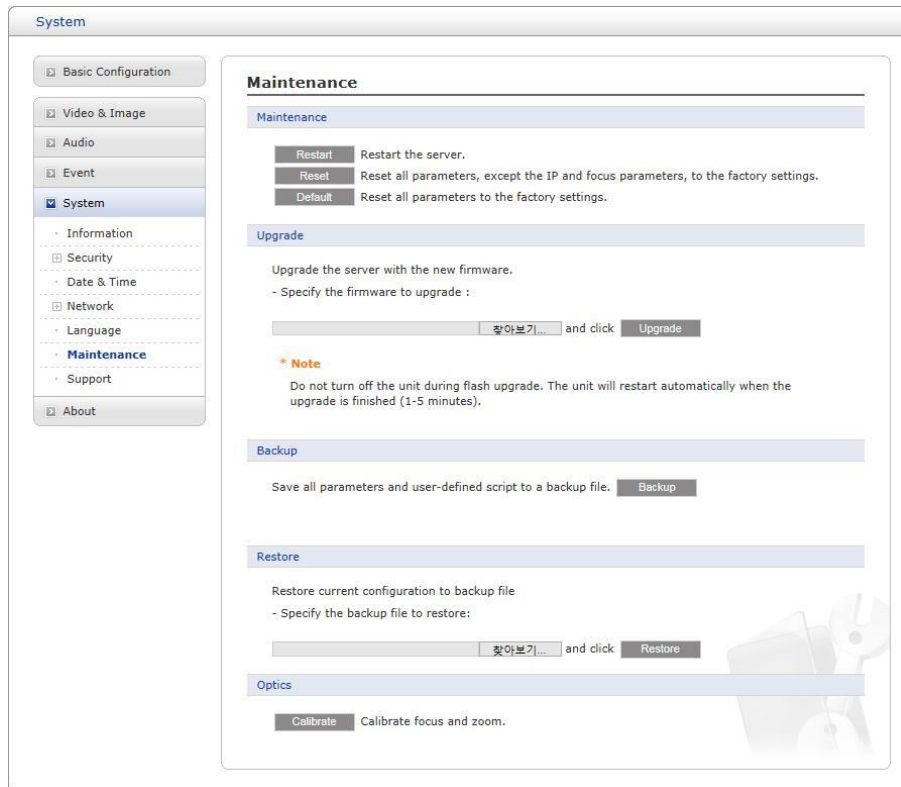 System
Basic Configuration
Video & Image
Audio
Event
System
Information
Security
Date & Time
Network
Language
Maintenance
Support
About
Maintenance
Maintenance
Restart Restart the server.
Reset Reset all parameters, except the IP and focus parameters, to the factory settings.
Default Reset all parameters to the factory settings.
Upgrade
Upgrade the server with the new firmware.
- Specify the firmware to upgrade :
찾아보기... and click Upgrade
* Note
Do not turn off the unit during flash upgrade. The unit will restart automatically when the
upgrade is finished (1-5 minutes).
Backup
Save all parameters and user-defined script to a backup file. Backup
Restore
Restore current configuration to backup file
- Specify the backup file to restore:
찾아보기... and click Restore
Optics
Calibrate Calibrate focus and zoom.